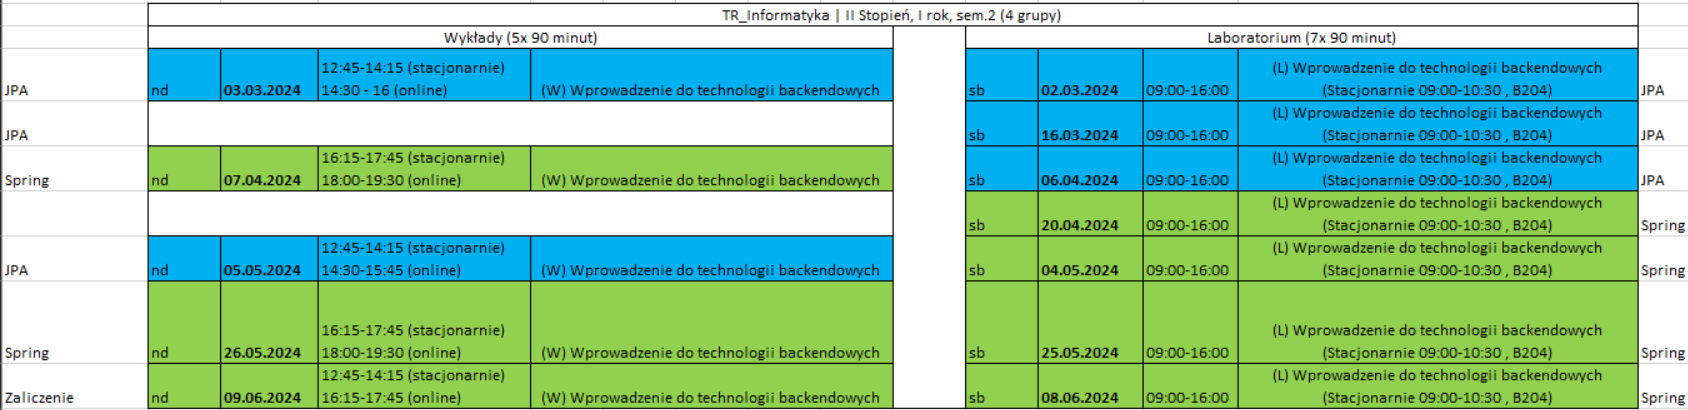 TR_Informatyka | II Stopień, I rok, sem.2 (4 grupy)
Wykłady (5x 90 minut) Laboratorium (7x 90 minut)
12:45-14:15 (stacjonarnie) (L) Wprowadzenie do technologii backendowych
JPA nd 03.03.2024 14:30 - 16 (online) (W) Wprowadzenie do technologii backendowych sb 02.03.2024 09:00-16:00 (Stacjonarnie 09:00-10:30 , B204) JPA
(L) Wprowadzenie do technologii backendowych
JPA sb 16.03.2024 09:00-16:00 (Stacjonarnie 09:00-10:30 , B204) JPA
16:15-17:45 (stacjonarnie) (L) Wprowadzenie do technologii backendowych
Spring nd 07.04.2024 18:00-19:30 (online) (W) Wprowadzenie do technologii backendowych sb 06.04.2024 09:00-16:00 (Stacjonarnie 09:00-10:30 , B204) JPA
(L) Wprowadzenie do technologii backendowych
sb 20.04.2024 09:00-16:00 (Stacjonarnie 09:00-10:30 , B204) Spring
12:45-14:15 (stacjonarnie) (L) Wprowadzenie do technologii backendowych
JPA nd 05.05.2024 14:30-15:45 (online) (W) Wprowadzenie do technologii backendowych sb 04.05.2024 09:00-16:00 (Stacjonarnie 09:00-10:30 , B204) Spring
16:15-17:45 (stacjonarnie) (L) Wprowadzenie do technologii backendowych
Spring nd 26.05.2024 18:00-19:30 (online) (W) Wprowadzenie do technologii backendowych sb 25.05.2024 09:00-16:00 (Stacjonarnie 09:00-10:30 , B204) Spring
12:45-14:15 (stacjonarnie) (L) Wprowadzenie do technologii backendowych
Zaliczenie nd 09.06.2024 16:15-17:45 (online) (W) Wprowadzenie do technologii backendowych sb 08.06.2024 09:00-16:00 (Stacjonarnie 09:00-10:30 , B204) Spring